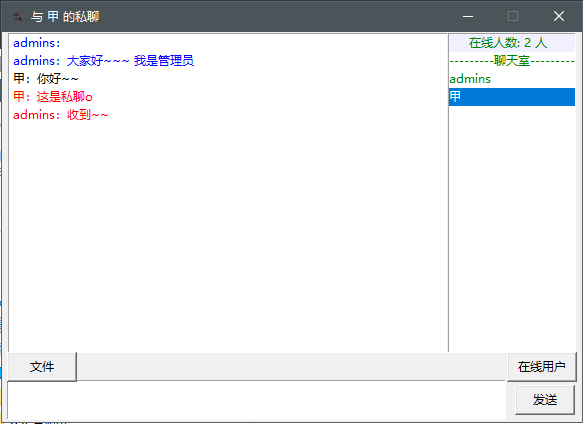 与 甲 的私聊
admins：
admins：大家好~~~ 我是管理员
甲：你好~~
甲：这是私聊o
admins：收到~~
在线人数: 2 人
---------聊天室---------
admins
甲
文件
在线用户
发送